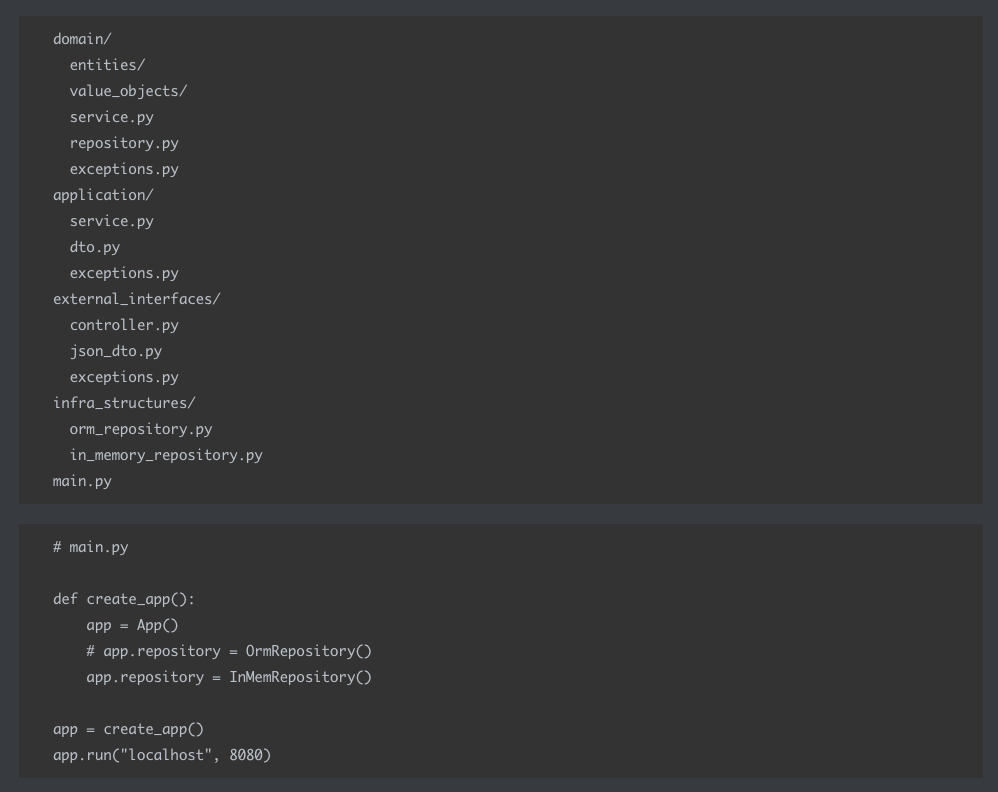 domain/
  entities/
  value_objects/
  service.py
  repository.py
  exceptions.py
application/
  service.py
  dto.py
  exceptions.py
external_interfaces/
  controller.py
  json_dto.py
  exceptions.py
infra_structures/
  orm_repository.py
  in_memory_repository.py
main.py
# main.py
def create_app():
    app = App()
    # app.repository = OrmRepository()
    app.repository = InMemRepository()
app = create_app()
app.run("localhost", 8080)